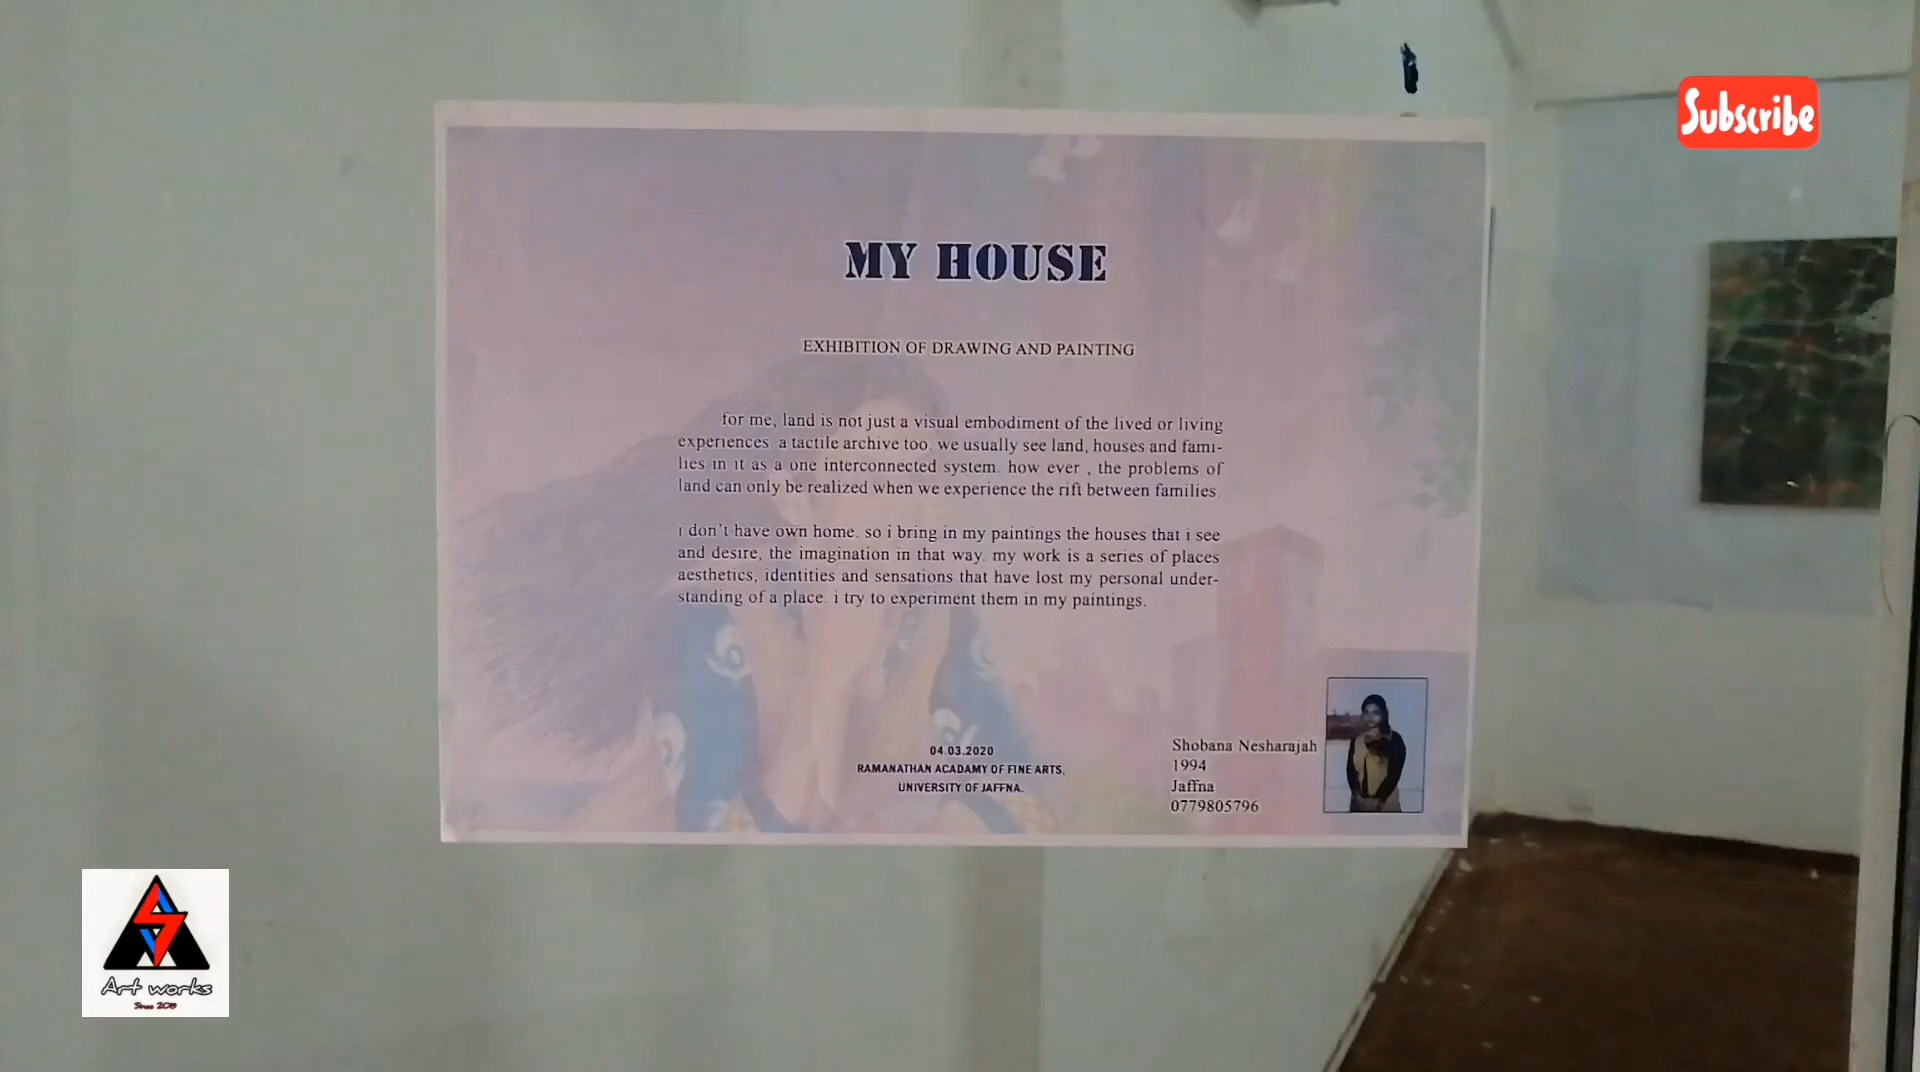 Subscribe
MY HOUSE
EXHIBITION OF DRAWING AND PAINTING
for me, land is not just a visual embodiment of the lived or living
experiences a tactile archive too. we usually see land, houses and fami-
lies in it as a one interconnected system. how ever , the problems of
land can only be realized when we experience the rift between families.
i don't have own home. so i bring in my paintings the houses that i see
and desire, the imagination in that way. my work is a series of places
aesthetics, identities and sensations that have lost my personal under-
standing of a place. i try to experiment them in my paintings.
04.03.2020
RAMANATHAN ACADAMY OF FINE ARTS,
UNIVERSITY OF JAFFNA.
Shobana Nesharajah
1994
Jaffna
0779805796
Art works
Since